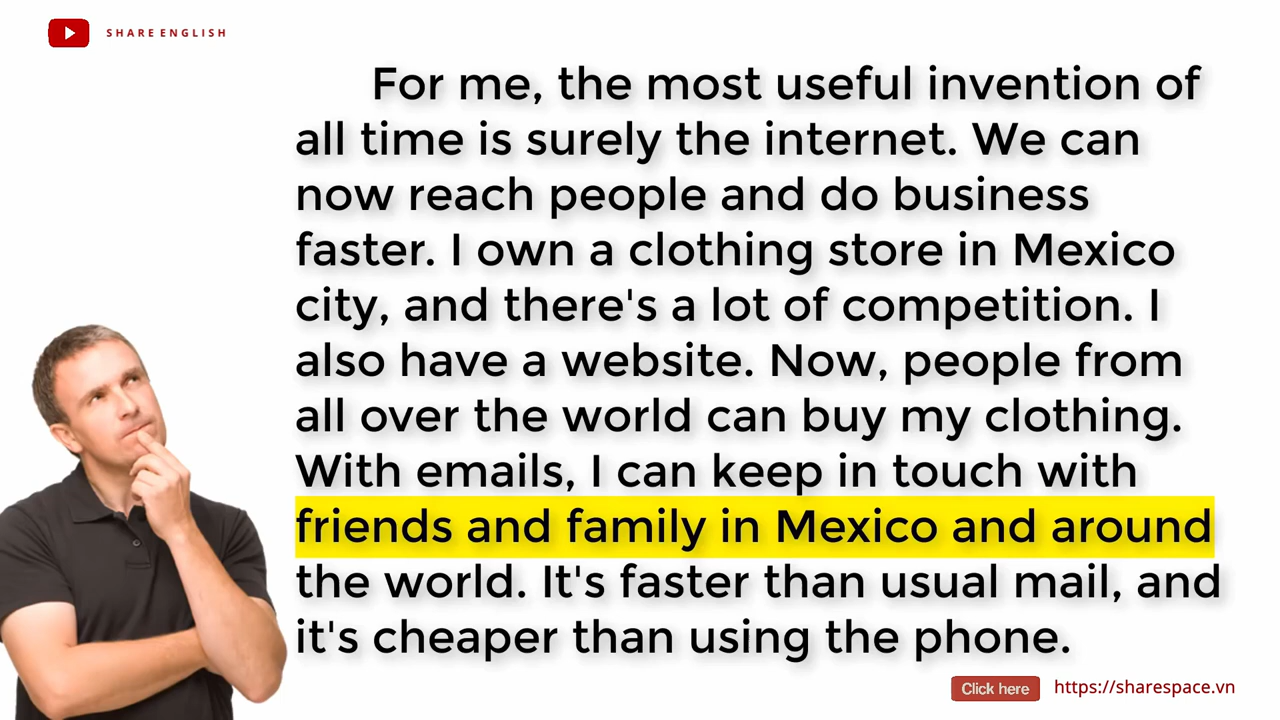 SHARE ENGLISH
For me, the most useful invention of
all time is surely the internet. We can
now reach people and do business
faster. I own a clothing store in Mexico
city, and there's a lot of competition. I
also have a website. Now, people from
all over the world can buy my clothing.
With emails, I can keep in touch with
friends and family in Mexico and around
the world. It's faster than usual mail, and
it's cheaper than using the phone.
Click here https://sharespace.vn